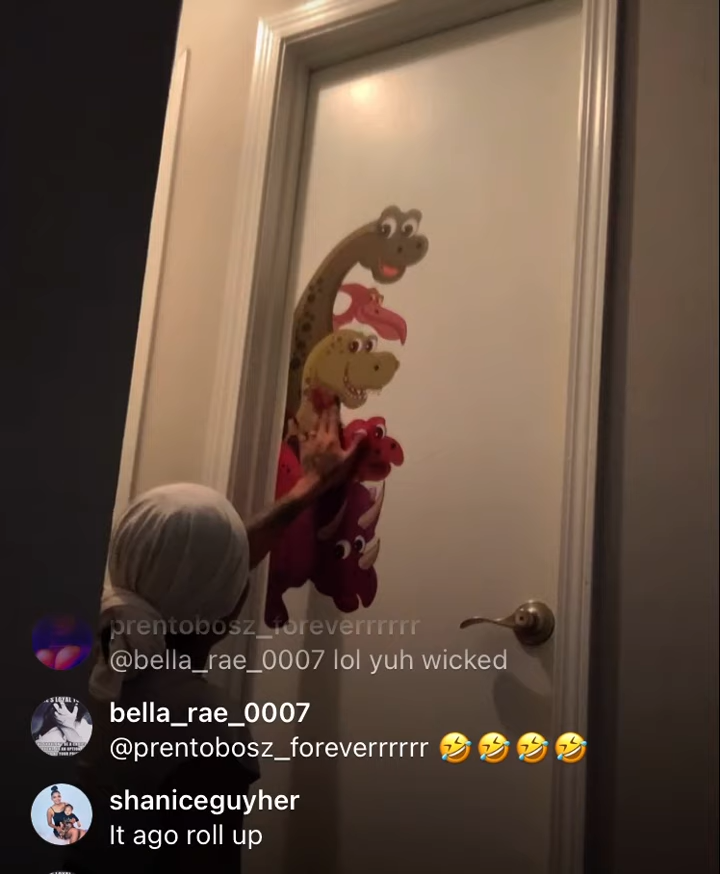 prentobosz_foreverrrrrr
@bella_rae_0007 lol yuh wicked
bella_rae_0007
@prentobosz_foreverrrrrr 🤣🤣🤣🤣
shaniceguyher
It ago roll up